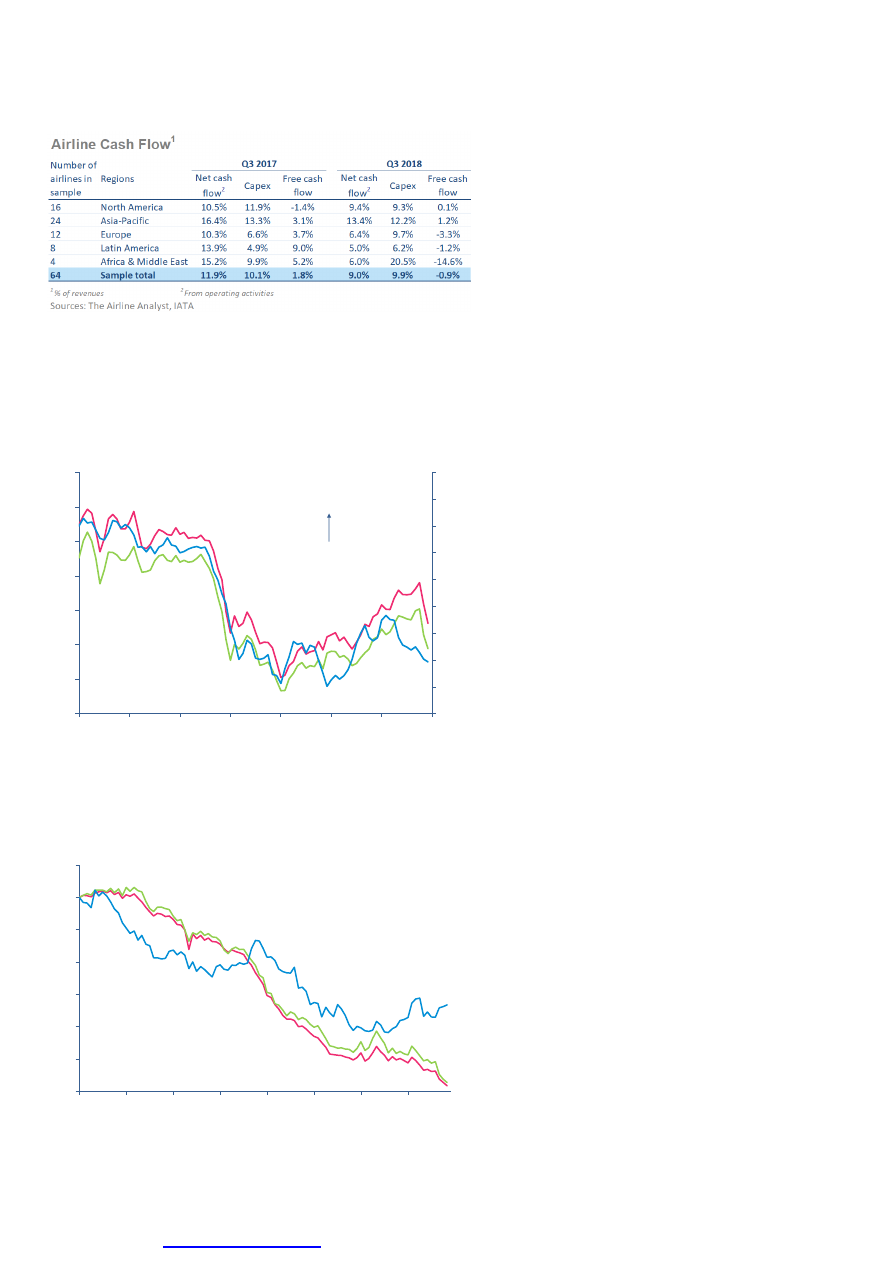 Airline Cash Flow1
Number of airlines in sample Regions Q3 2017 Q3 2018
Net cash flow2 Capex Free cash flow Net cash flow2 Capex Free cash flow
16 North America 10.5% 11.9% -1.4% 9.4% 9.3% 0.1%
24 Asia-Pacific 16.4% 13.3% 3.1% 13.4% 12.2% 1.2%
12 Europe 10.3% 6.6% 3.7% 6.4% 9.7% -3.3%
8 Latin America 13.9% 4.9% 9.0% 5.0% 6.2% -1.2%
4 Africa & Middle East 15.2% 9.9% 5.2% 6.0% 20.5% -14.6%
64 Sample total 11.9% 10.1% 1.8% 9.0% 9.9% -0.9%
1 % of revenues 2 From operating activities
Sources: The Airline Analyst, IATA